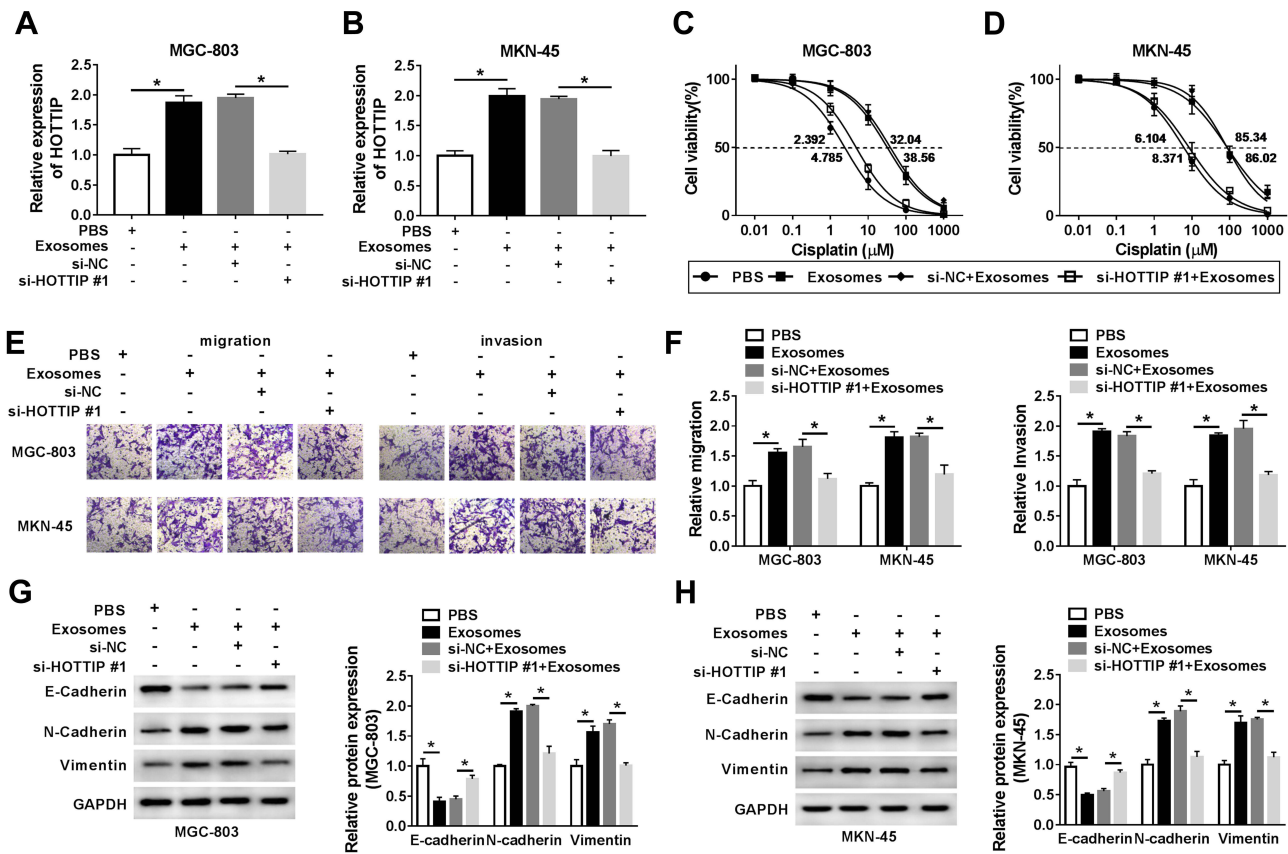 A
MGC-803
Relative expression
of HOTTIP
2.5
2.0
1.5
1.0
0.5
0.0
* *
PBS + - - -
Exosomes - + + +
si-NC - - + -
si-HOTTIP #1 - - - +
B
MKN-45
Relative expression
of HOTTIP
2.5
2.0
1.5
1.0
0.5
0.0
* *
PBS + - - -
Exosomes - + + +
si-NC - - + -
si-HOTTIP #1 - - - +
C
MGC-803
Cell viability(%)
100
50
0
2.392 32.04
4.785 38.56
0.01 0.1 1 10 100 1000
Cisplatin (μM)
D
MKN-45
Cell viability(%)
100
50
0
6.104 85.34
8.371 86.02
0.01 0.1 1 10 100 1000
Cisplatin (μM)
PBS Exosomes si-NC+Exosomes si-HOTTIP #1+Exosomes
E
migration invasion
PBS + - - - + - - -
Exosomes - + + + - + + +
si-NC - - + - - - + -
si-HOTTIP #1 - - - + - - - +
MGC-803
MKN-45
F
PBS
Exosomes
si-NC+Exosomes
si-HOTTIP #1+Exosomes
Relative migration
2.0
1.5
1.0
0.5
0.0
* * * *
MGC-803 MKN-45
PBS
Exosomes
si-NC+Exosomes
si-HOTTIP #1+Exosomes
Relative Invasion
2.5
2.0
1.5
1.0
0.5
0.0
* * * *
MGC-803 MKN-45
G
PBS + - - -
Exosomes - + + +
si-NC - - + -
si-HOTTIP #1 - - - +
E-Cadherin
N-Cadherin
Vimentin
GAPDH
MGC-803
PBS
Exosomes
si-NC+Exosomes
si-HOTTIP #1+Exosomes
Relative protein expression
(MGC-803)
2.5
2.0
1.5
1.0
0.5
0.0
* * * * * *
E-cadherin N-cadherin Vimentin
H
PBS + - - -
Exosomes - + + +
si-NC - - + -
si-HOTTIP #1 - - - +
E-Cadherin
N-Cadherin
Vimentin
GAPDH
MKN-45
PBS
Exosomes
si-NC+Exosomes
si-HOTTIP #1+Exosomes
Relative protein expression
(MKN-45)
2.5
2.0
1.5
1.0
0.5
0.0
* * * * * *
E-cadherin N-cadherin Vimentin